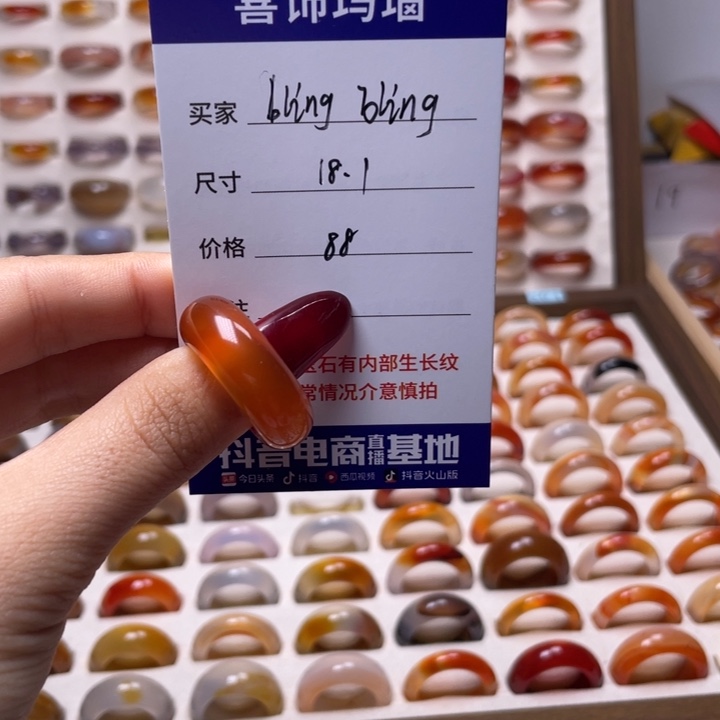 喜饰玛瑙
买家 bling bling
尺寸 18.1
价格 88
注
宝石有内部生长纹
常情况介意慎拍
抖音电商直播基地
今日头条 抖音 西瓜视频 抖音火山版